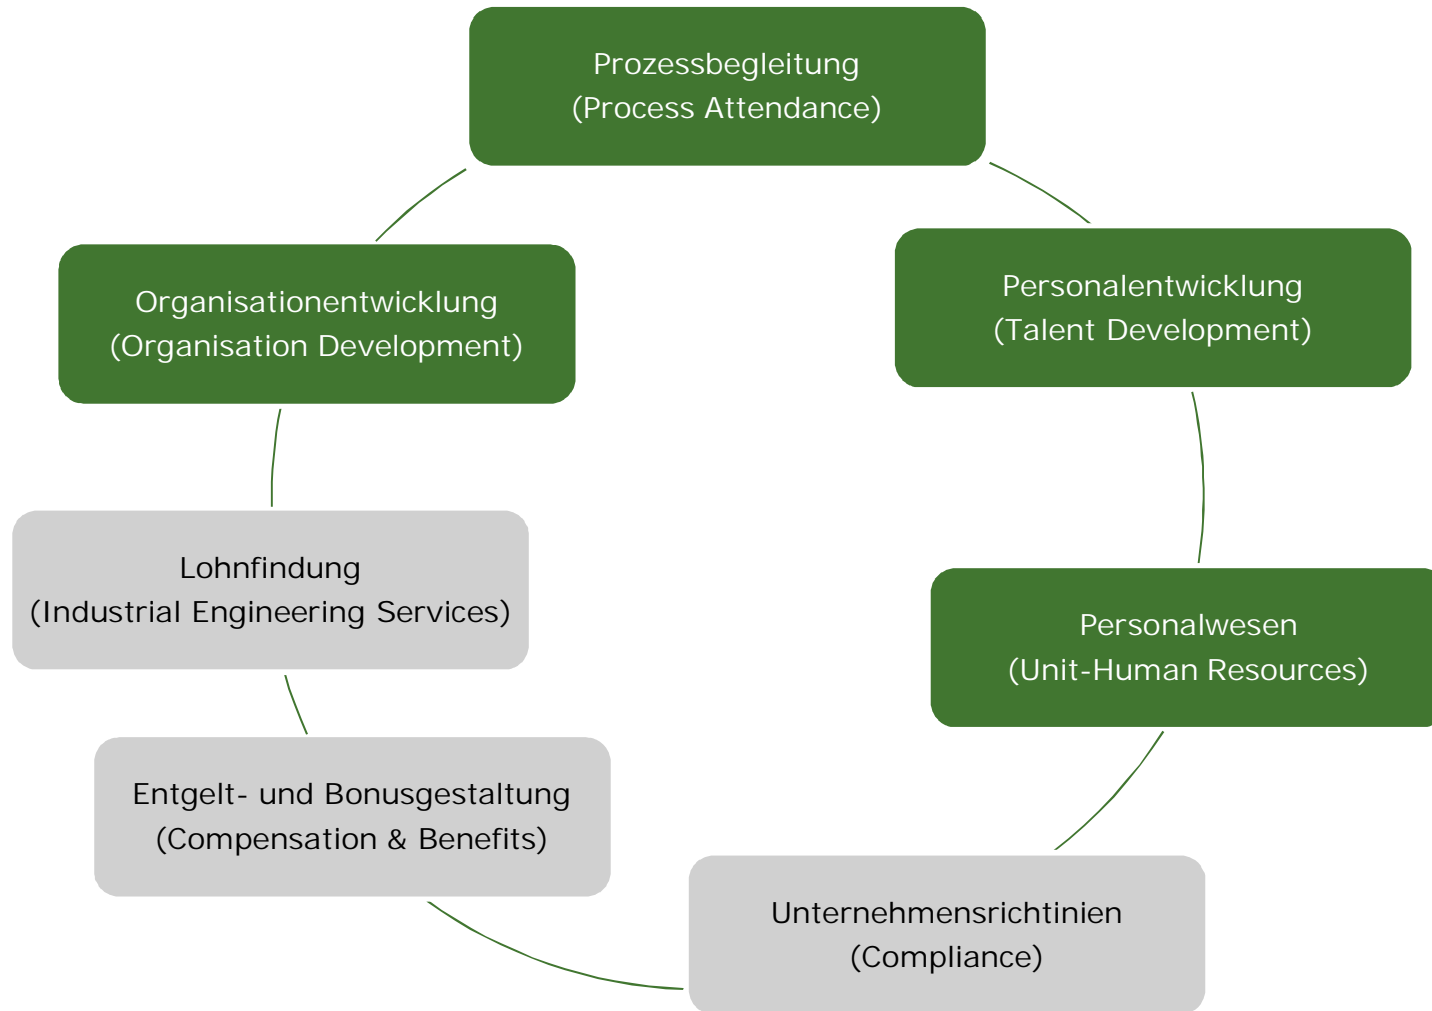 Prozessbegleitung
(Process Attendance)
Organisationentwicklung
(Organisation Development)
Personalentwicklung
(Talent Development)
Lohnfindung
(Industrial Engineering Services)
Personalwesen
(Unit-Human Resources)
Entgelt- und Bonusgestaltung
(Compensation & Benefits)
Unternehmensrichtinien
(Compliance)